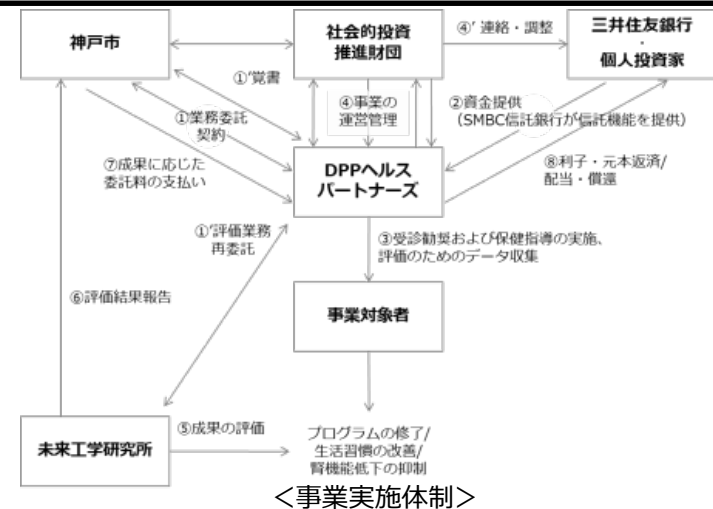 神戸市
社会的投資
推進財団
④’連絡・調整
三井住友銀行
・
個人投資家
①’覚書
①業務委託
契約
④事業の
運営管理
②資金提供
(SMBC信託銀行が信託機能を提供)
⑦成果に応じた
委託料の支払い
DPPヘルス
パートナーズ
⑧利子・元本返済/
配当・償還
①’評価業務
再委託
③受診勧奨および保健指導の実施、
評価のためのデータ収集
⑥評価結果報告
事業対象者
未来工学研究所
⑤成果の評価
プログラムの修了/
生活習慣の改善/
腎機能低下の抑制
<事業実施体制>